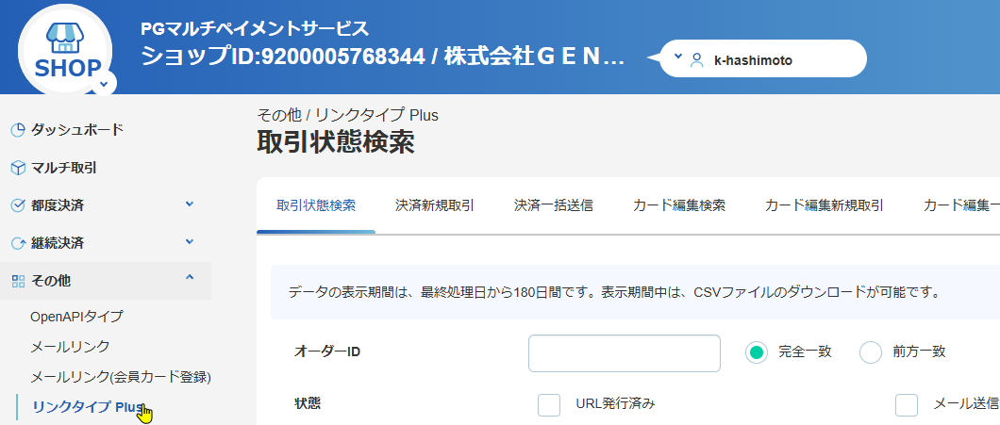 SHOP
PGマルチペイメントサービス
ショップID:9200005768344 / 株式会社ＧＥＮ...
k-hashimoto
ダッシュボード
マルチ取引
都度決済
継続決済
その他
OpenAPIタイプ
メールリンク
メールリンク(会員カード登録)
リンクタイプ Plus
その他 / リンクタイプ Plus
取引状態検索
取引状態検索 決済新規取引 決済一括送信 カード編集検索 カード編集新規取引 カード編集一
データの表示期間は、最終処理日から180日間です。表示期間中は、CSVファイルのダウンロードが可能です。
オーダーID 完全一致 前方一致
状態 URL発行済み メール送信